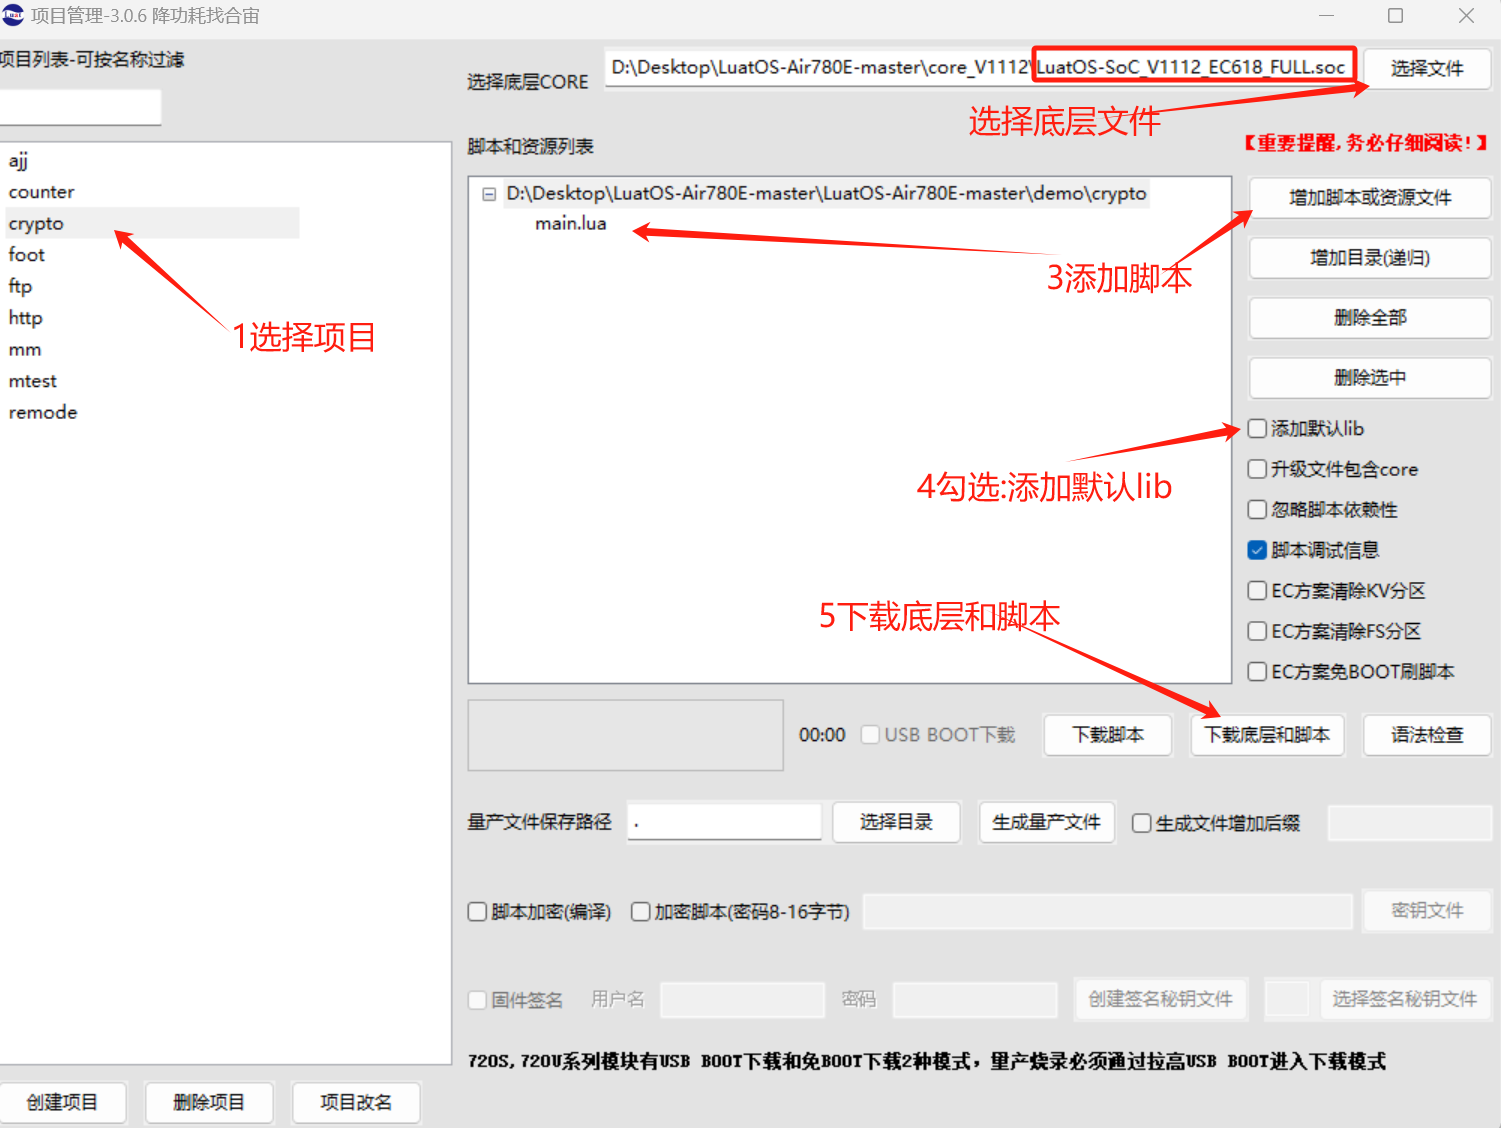 项目管理-3.0.6 降功耗找合宙
项目列表-可按名称过滤
选择底层CORE
D:\Desktop\LuatOS-Air780E-master\core_V1112\LuatOS-SoC_V1112_EC618_FULL.soc
选择文件
选择底层文件
脚本和资源列表
【重要提醒,务必仔细阅读!】
ajj
counter
crypto
foot
ftp
http
mm
mtest
remode
1选择项目
D:\Desktop\LuatOS-Air780E-master\LuatOS-Air780E-master\demo\crypto
main.lua
3添加脚本
增加脚本或资源文件
增加目录(递归)
删除全部
删除选中
添加默认lib
4勾选:添加默认lib
升级文件包含core
忽略脚本依赖性
脚本调试信息
EC方案清除KV分区
EC方案清除FS分区
EC方案免BOOT刷脚本
5下载底层和脚本
00:00
USB BOOT下载
下载脚本
下载底层和脚本
语法检查
量产文件保存路径
.
选择目录
生成量产文件
生成文件增加后缀
脚本加密(编译)
加密脚本(密码8-16字节)
密钥文件
固件签名
用户名
密码
创建签名秘钥文件
选择签名秘钥文件
720S,720U系列模块有USB BOOT下载和免BOOT下载2种模式，量产烧录必须通过拉高USB BOOT进入下载模式
创建项目
删除项目
项目改名